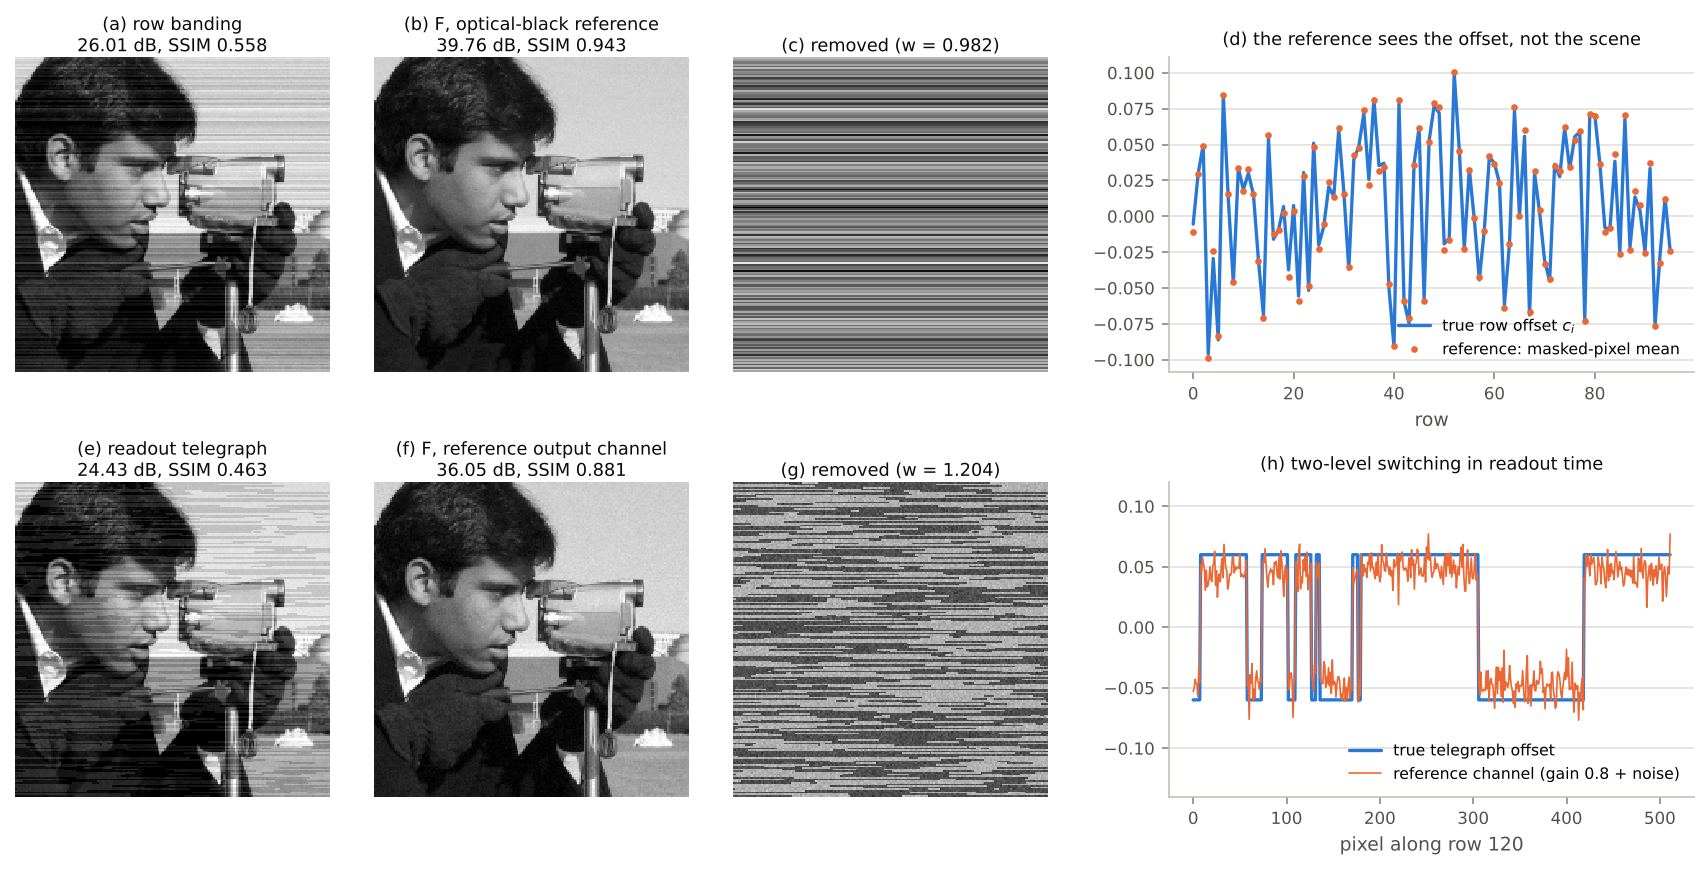 (a) row banding
26.01 dB, SSIM 0.558
(b) F, optical-black reference
39.76 dB, SSIM 0.943
(c) removed (w = 0.982)
(d) the reference sees the offset, not the scene
0.100
0.075
0.050
0.025
0.000
−0.025
−0.050
−0.075
−0.100
true row offset cᵢ
reference: masked-pixel mean
0 20 40 60 80
row
(e) readout telegraph
24.43 dB, SSIM 0.463
(f) F, reference output channel
36.05 dB, SSIM 0.881
(g) removed (w = 1.204)
(h) two-level switching in readout time
0.10
0.05
0.00
−0.05
−0.10
true telegraph offset
reference channel (gain 0.8 + noise)
0 100 200 300 400 500
pixel along row 120